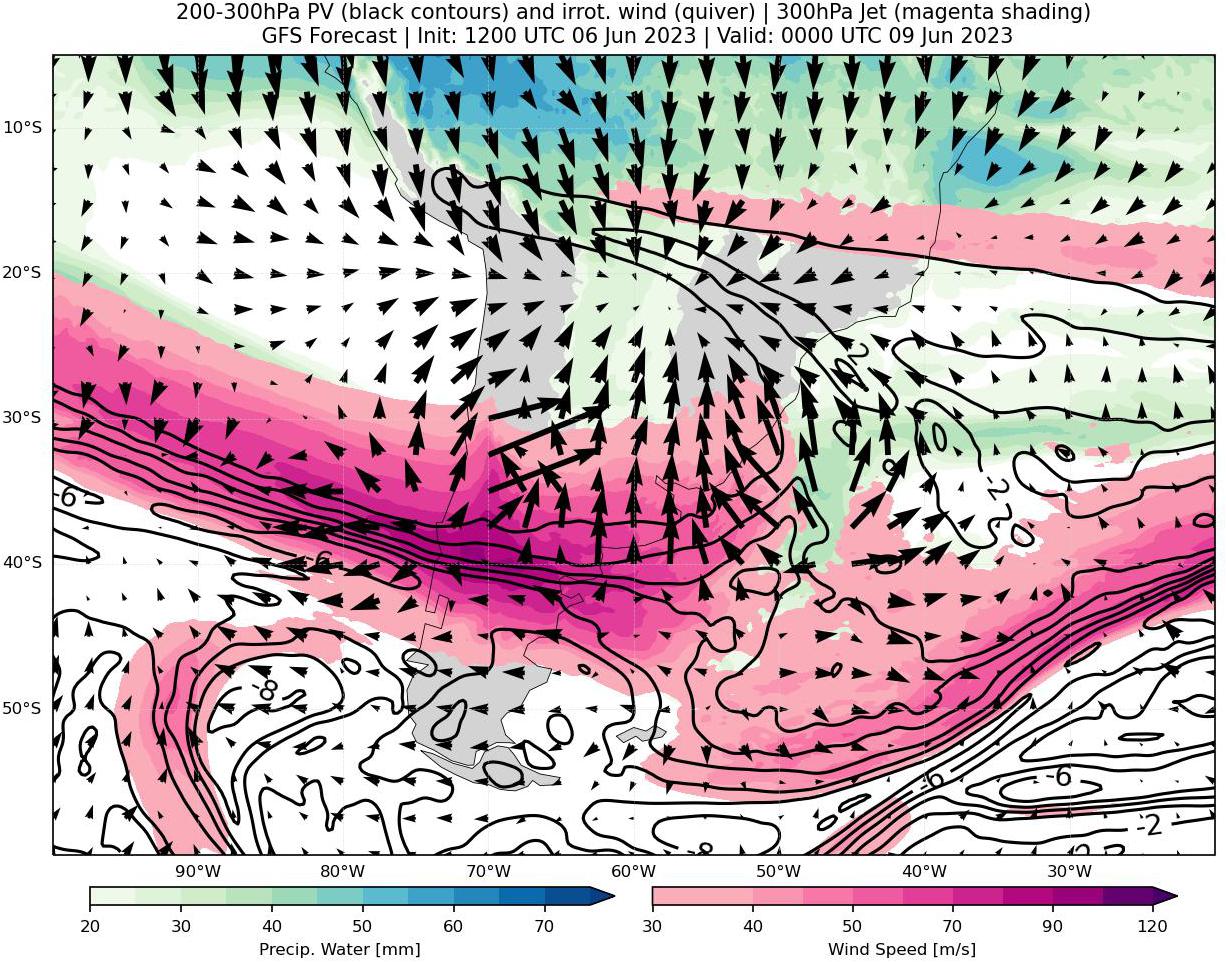 200-300hPa PV (black contours) and irrot. wind (quiver) | 300hPa Jet (magenta shading)
GFS Forecast | Init: 1200 UTC 06 Jun 2023 | Valid: 0000 UTC 09 Jun 2023
10°S
20°S
-2
30°S
-6
-2
-6
40°S
-8
50°S
-6
-6
-2
90°W 80°W 70°W 60°W 50°W 40°W 30°W
20 30 40 50 60 70
30 40 50 70 90 120
Precip. Water [mm]
Wind Speed [m/s]